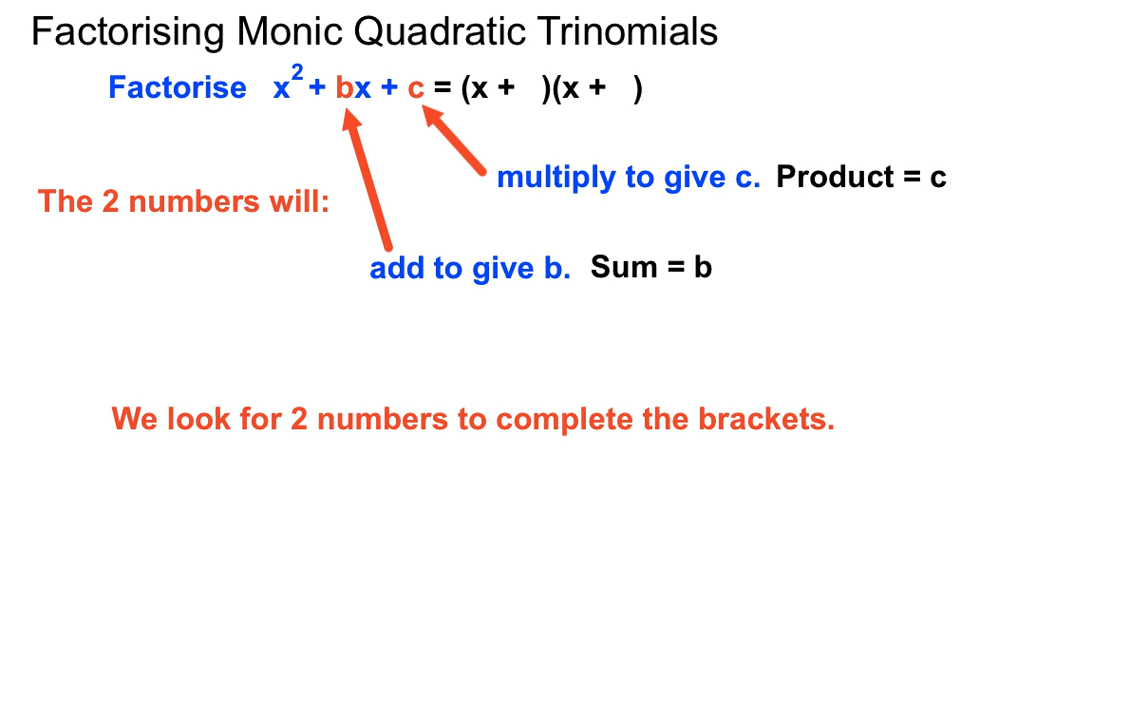 Factorising Monic Quadratic Trinomials
Factorise x² + bx + c = (x + )(x + )
multiply to give c. Product = c
The 2 numbers will:
add to give b. Sum = b
We look for 2 numbers to complete the brackets.